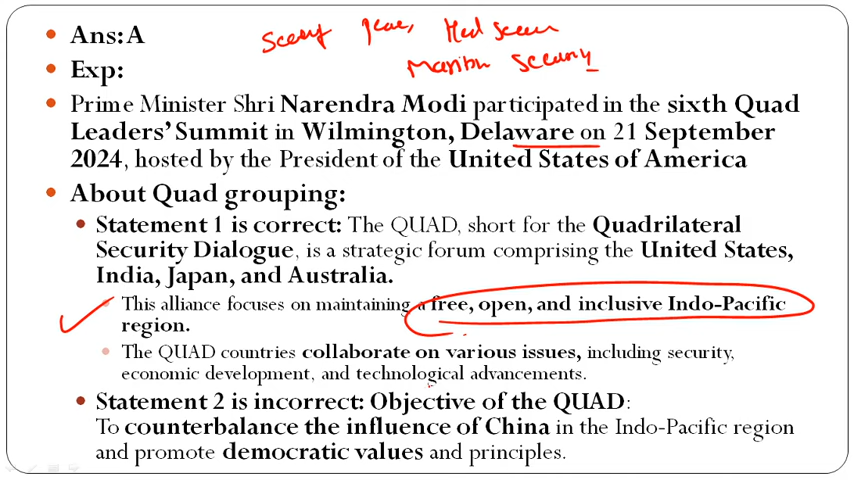 Ans:A
Exp:
Security
Maritim Security
Prime Minister Shri Narendra Modi participated in the sixth Quad
Leaders' Summit in Wilmington, Delaware on 21 September
2024, hosted by the President of the United States of America
About Quad grouping:
Statement 1 is correct: The QUAD, short for the Quadrilateral
Security Dialogue, is a strategic forum comprising the United States,
India, Japan, and Australia.
This alliance focuses on maintaining a free, open, and inclusive Indo-Pacific
region.
The QUAD countries collaborate on various issues, including security,
economic development, and technological advancements.
Statement 2 is incorrect: Objective of the QUAD:
To counterbalance the influence of China in the Indo-Pacific region
and promote democratic values and principles.